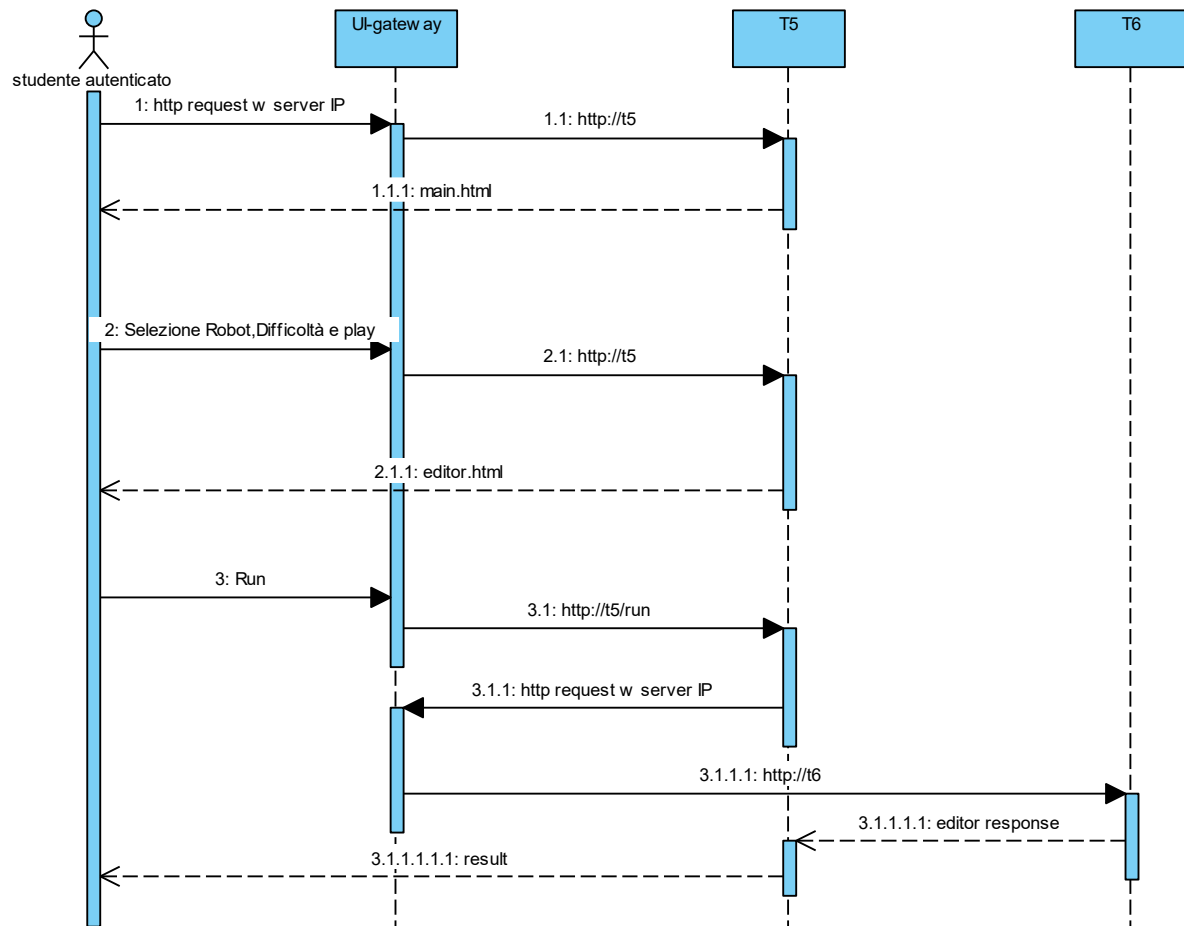 UI-gateway
T5
T6
studente autenticato
1: http request w server IP
1.1: http://t5
1.1.1: main.html
2: Selezione Robot,Difficoltà e play
2.1: http://t5
2.1.1: editor.html
3: Run
3.1: http://t5/run
3.1.1: http request w server IP
3.1.1.1: http://t6
3.1.1.1.1: editor response
3.1.1.1.1.1: result